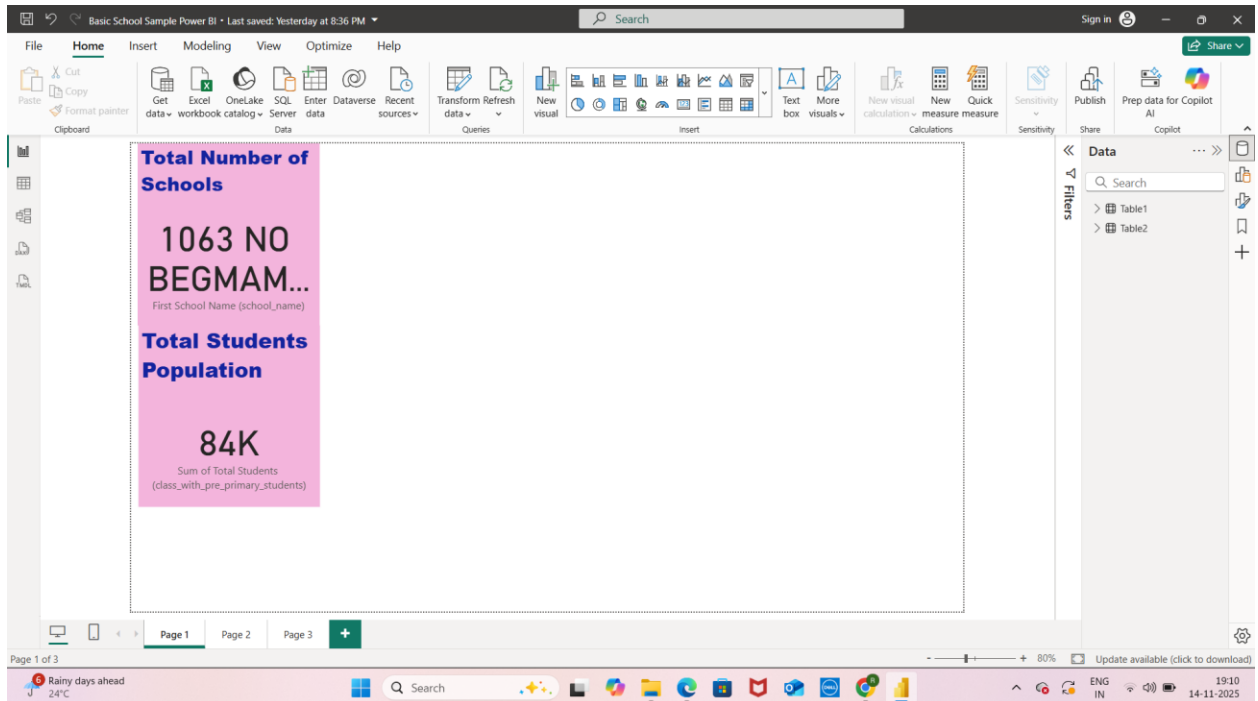 Basic School Sample Power BI • Last saved: Yesterday at 8:36 PM
Search
Sign in
File Home Insert Modeling View Optimize Help
Share
Paste
Cut
Copy
Format painter
Clipboard
Get data
Excel workbook
OneLake catalog
SQL Server
Enter data
Dataverse
Recent sources
Data
Transform data
Refresh
Queries
New visual
Text box
More visuals
Insert
New visual calculation
New measure
Quick measure
Calculations
Sensitivity
Sensitivity
Publish
Share
Prep data for AI
Copilot
Copilot
Total Number of
Schools
1063 NO
BEGMAM...
First School Name (school_name)
Total Students
Population
84K
Sum of Total Students
(class_with_pre_primary_students)
Filters
Data
Search
Table1
Table2
Page 1 Page 2 Page 3
Page 1 of 3
80%
Update available (click to download)
6
Rainy days ahead
24°C
Search
ENG
IN
19:10
14-11-2025